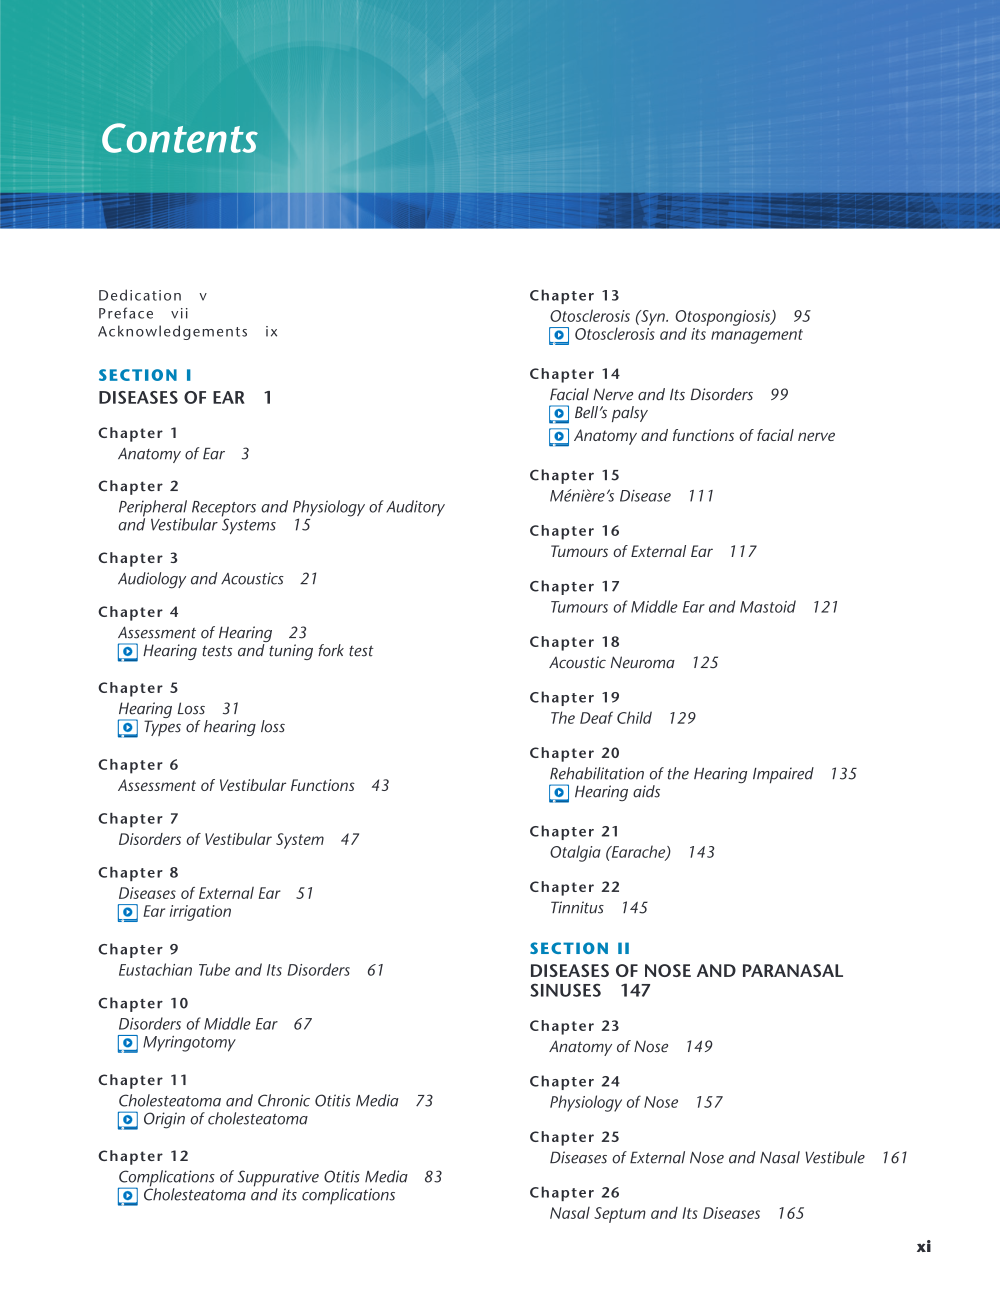 Contents
Dedication v
Preface vii
Acknowledgements ix
SECTION I
DISEASES OF EAR 1
Chapter 1
Anatomy of Ear 3
Chapter 2
Peripheral Receptors and Physiology of Auditory
and Vestibular Systems 15
Chapter 3
Audiology and Acoustics 21
Chapter 4
Assessment of Hearing 23
Hearing tests and tuning fork test
Chapter 5
Hearing Loss 31
Types of hearing loss
Chapter 6
Assessment of Vestibular Functions 43
Chapter 7
Disorders of Vestibular System 47
Chapter 8
Diseases of External Ear 51
Ear irrigation
Chapter 9
Eustachian Tube and Its Disorders 61
Chapter 10
Disorders of Middle Ear 67
Myringotomy
Chapter 11
Cholesteatoma and Chronic Otitis Media 73
Origin of cholesteatoma
Chapter 12
Complications of Suppurative Otitis Media 83
Cholesteatoma and its complications
Chapter 13
Otosclerosis (Syn. Otospongiosis) 95
Otosclerosis and its management
Chapter 14
Facial Nerve and Its Disorders 99
Bell's palsy
Anatomy and functions of facial nerve
Chapter 15
Ménière's Disease 111
Chapter 16
Tumours of External Ear 117
Chapter 17
Tumours of Middle Ear and Mastoid 121
Chapter 18
Acoustic Neuroma 125
Chapter 19
The Deaf Child 129
Chapter 20
Rehabilitation of the Hearing Impaired 135
Hearing aids
Chapter 21
Otalgia (Earache) 143
Chapter 22
Tinnitus 145
SECTION II
DISEASES OF NOSE AND PARANASAL
SINUSES 147
Chapter 23
Anatomy of Nose 149
Chapter 24
Physiology of Nose 157
Chapter 25
Diseases of External Nose and Nasal Vestibule 161
Chapter 26
Nasal Septum and Its Diseases 165
xi